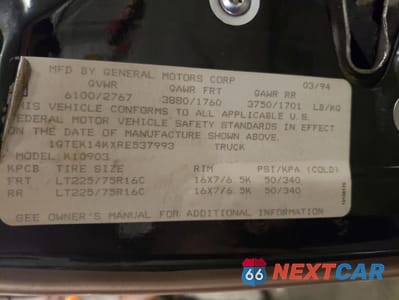 MFD BY GENERAL MOTORS CORP 03/94
GVWR GAWR FRT GAWR RR
6100/2767 3880/1760 3750/1701 LB/KG
THIS VEHICLE CONFORMS TO ALL APPLICABLE U.S.
FEDERAL MOTOR VEHICLE SAFETY STANDARDS IN EFFECT
ON THE DATE OF MANUFACTURE SHOWN ABOVE.
1GTEK14KXRE537993 TRUCK
MODEL: K10903
KPCB TIRE SIZE RIM PSI/KPA (COLD)
FRT LT225/75R16C 16X7/6.5K 50/340
RR LT225/75R16C 16X7/6.5K 50/340
SEE OWNER'S MANUAL FOR ADDITIONAL INFORMATION
66 NEXTCAR